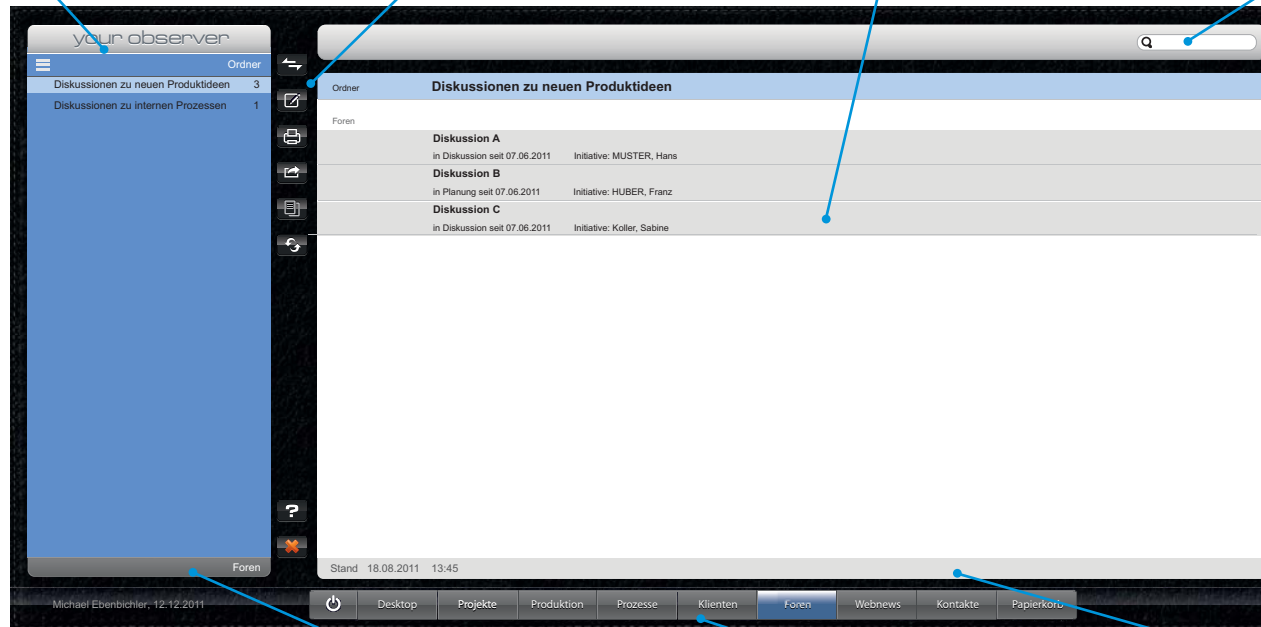 your observer
Ordner
Diskussionen zu neuen Produktideen 3
Diskussionen zu internen Prozessen 1
Ordner Diskussionen zu neuen Produktideen
Foren
Diskussion A
in Diskussion seit 07.06.2011 Initiative: MUSTER, Hans
Diskussion B
in Planung seit 07.06.2011 Initiative: HUBER, Franz
Diskussion C
in Diskussion seit 07.06.2011 Initiative: Koller, Sabine
?
Foren
Stand 18.08.2011 13:45
Michael Ebenbichler, 12.12.2011
Desktop Projekte Produktion Prozesse Klienten Foren Webnews Kontakte Papierkorb